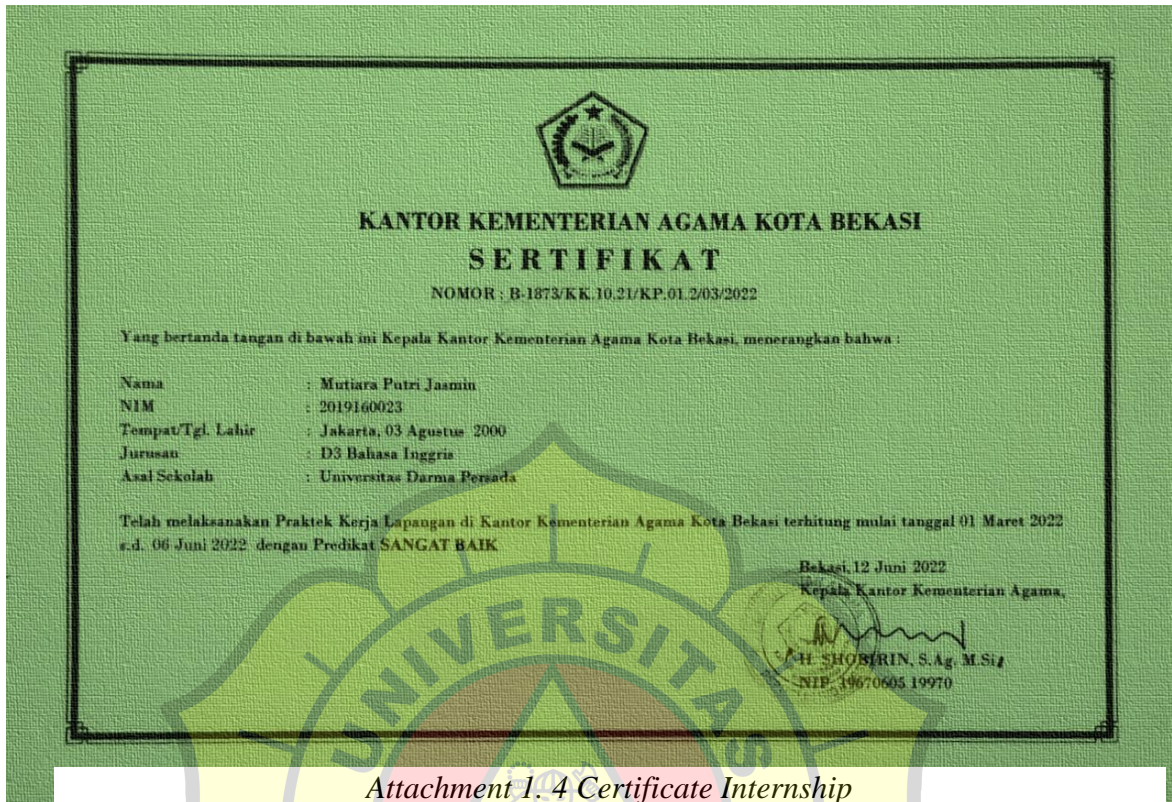 KANTOR KEMENTERIAN AGAMA KOTA BEKASI
SERTIFIKAT
NOMOR : B-1873/KK.10.21/KP.01.2/03/2022
Yang bertanda tangan di bawah ini Kepala Kantor Kementerian Agama Kota Bekasi, menerangkan bahwa :
Nama : Mutiara Putri Jasmin
NIM : 2019160023
Tempat/Tgl. Lahir : Jakarta, 03 Agustus 2000
Jurusan : D3 Bahasa Inggris
Asal Sekolah : Universitas Darma Persada
Telah melaksanakan Praktek Kerja Lapangan di Kantor Kementerian Agama Kota Bekasi terhitung mulai tanggal 01 Maret 2022
s.d. 06 Juni 2022 dengan Predikat SANGAT BAIK
Bekasi, 12 Juni 2022
Kepala Kantor Kementerian Agama,
H. SHOBIRIN, S.Ag. M.Si
NIP. 19670605 19970
UNIVERSITAS
Attachment 1. 4 Certificate Internship